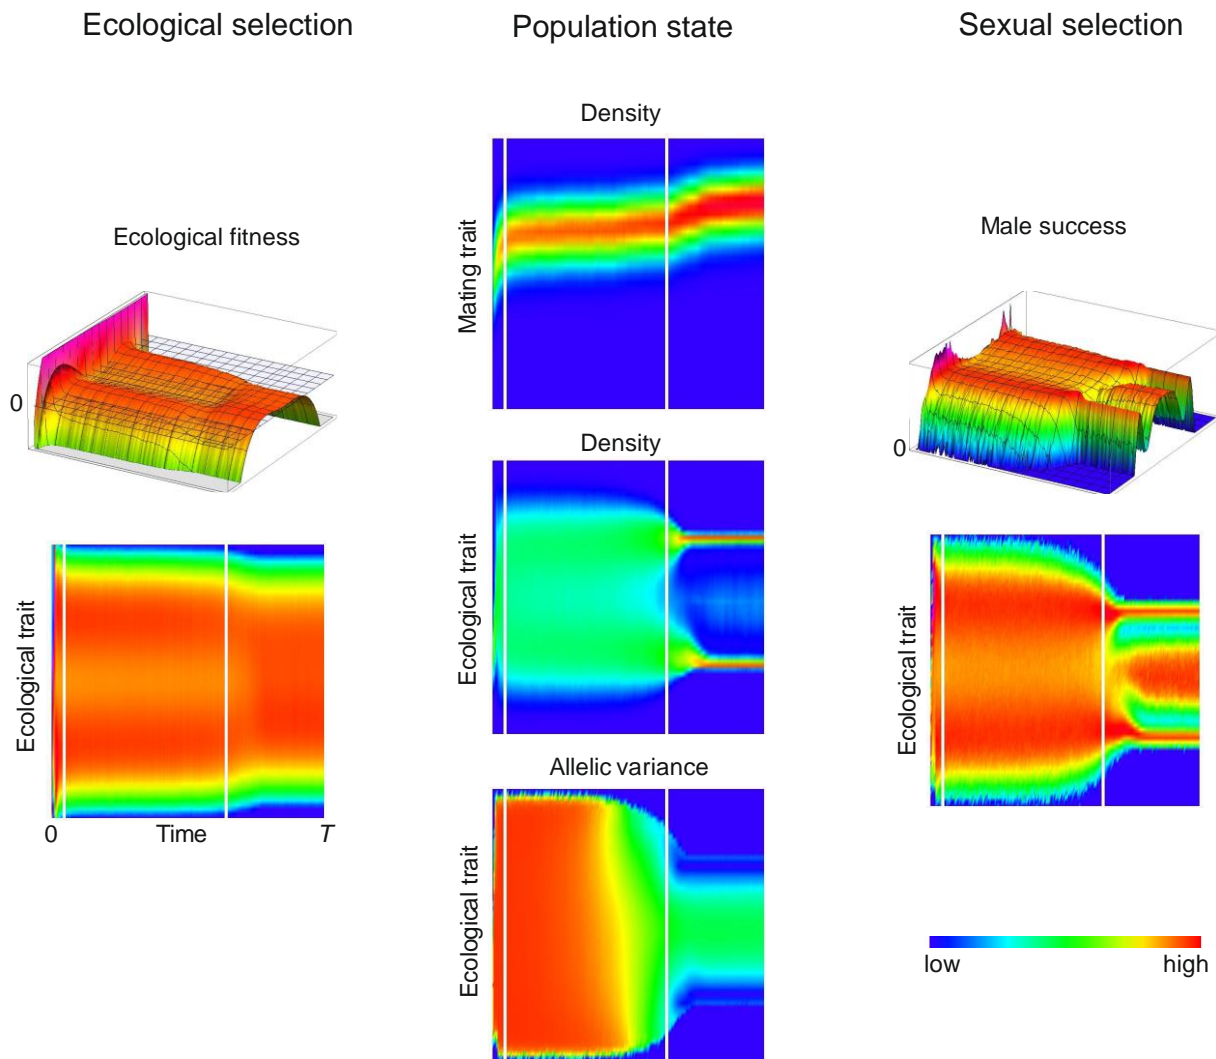 Ecological selection
Population state
Sexual selection
Density
Mating trait
Ecological fitness
0
Male success
0
Density
Ecological trait
Ecological trait
0
Time
T
Ecological trait
Allelic variance
Ecological trait
low
high